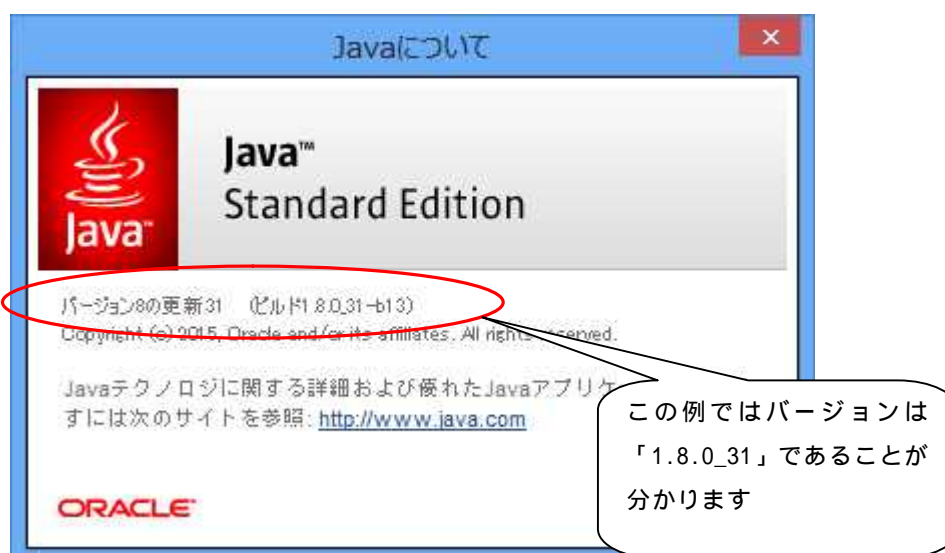 Javaについて
Java™
Standard Edition
Java™
バージョン8の更新31 (ビルド1.8.0_31-b13)
Copyright (c) 2015, Oracle and/or its affiliates. All rights reserved.
Javaテクノロジに関する詳細および優れたJavaアプリケ
すには次のサイトを参照: http://www.java.com
この例ではバージョンは
「1.8.0_31」であることが
分かります
ORACLE